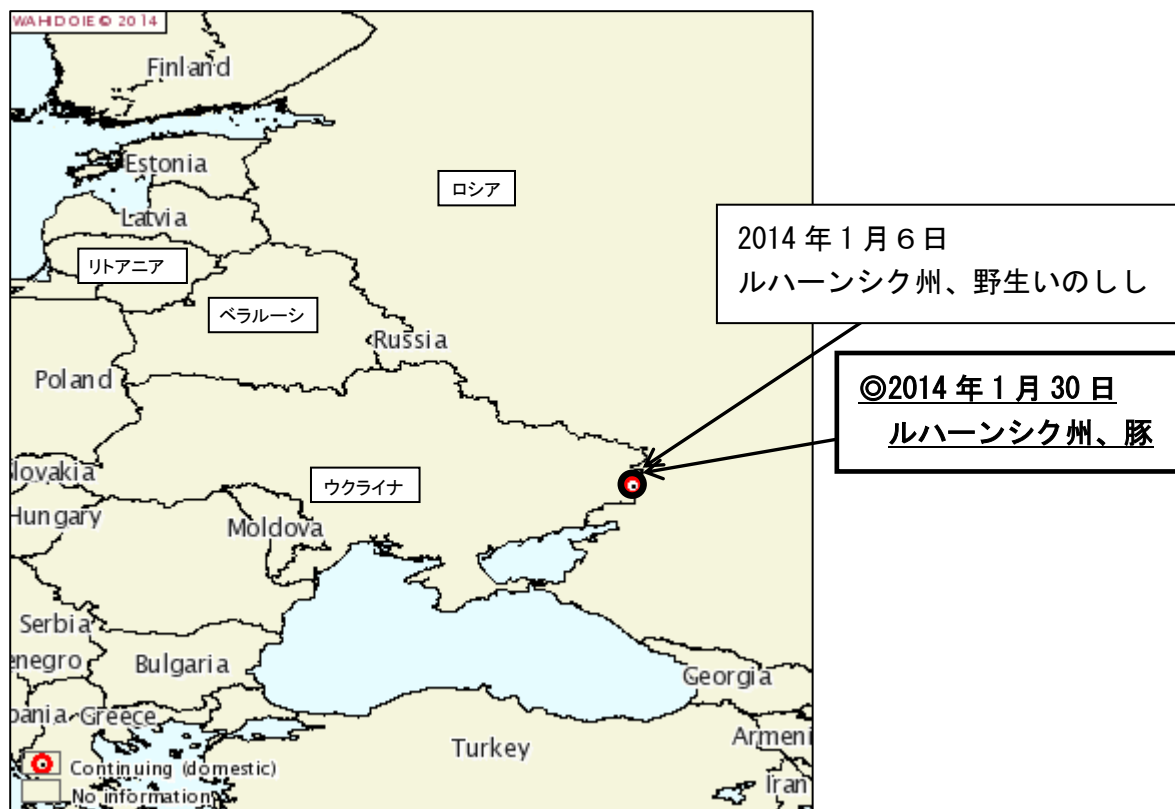 WAHIDOIE © 2014
Finland
Estonia
ロシア
Latvia
2014 年 1 月 6 日
ルハーンシク州、野生いのしし
リトアニア
ベラルーシ
Russia
Poland
◎2014 年 1 月 30 日
ルハーンシク州、豚
Slovakia
ウクライナ
Hungary
Moldova
Serbia
enegro
Bulgaria
Georgia
bania
Greece
Turkey
Armeni
Continuing (domestic)
Iran
No information